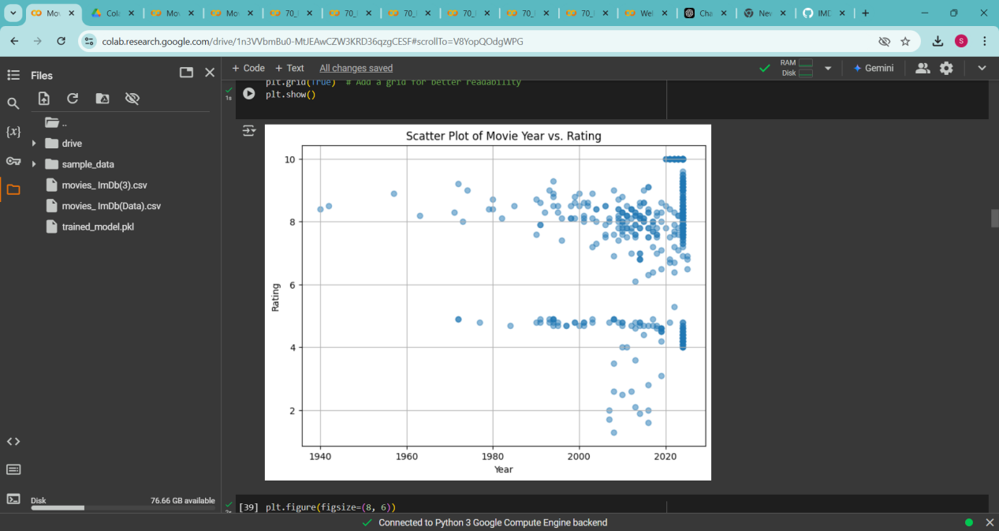 Mov
Cola
Mov
Mov
70_
70_
70_
70_
70_
70_
Wel
Cha
Nev
IMD
colab.research.google.com/drive/1n3VVbmBu0-MtJEAwCZW3KRD36qzgCESF#scrollTo=V8YopQOdgWPG
S
Files
+ Code + Text All changes saved
RAM
Disk
Gemini
..
drive
sample_data
movies_ ImDb(3).csv
movies_ ImDb(Data).csv
trained_model.pkl
{x}
1s
plt.grid(True) # Add a grid for better readability
plt.show()
Scatter Plot of Movie Year vs. Rating
10
8
6
4
2
Rating
1940 1960 1980 2000 2020
Year
Disk 76.66 GB available
[39] plt.figure(figsize=(8, 6))
Connected to Python 3 Google Compute Engine backend